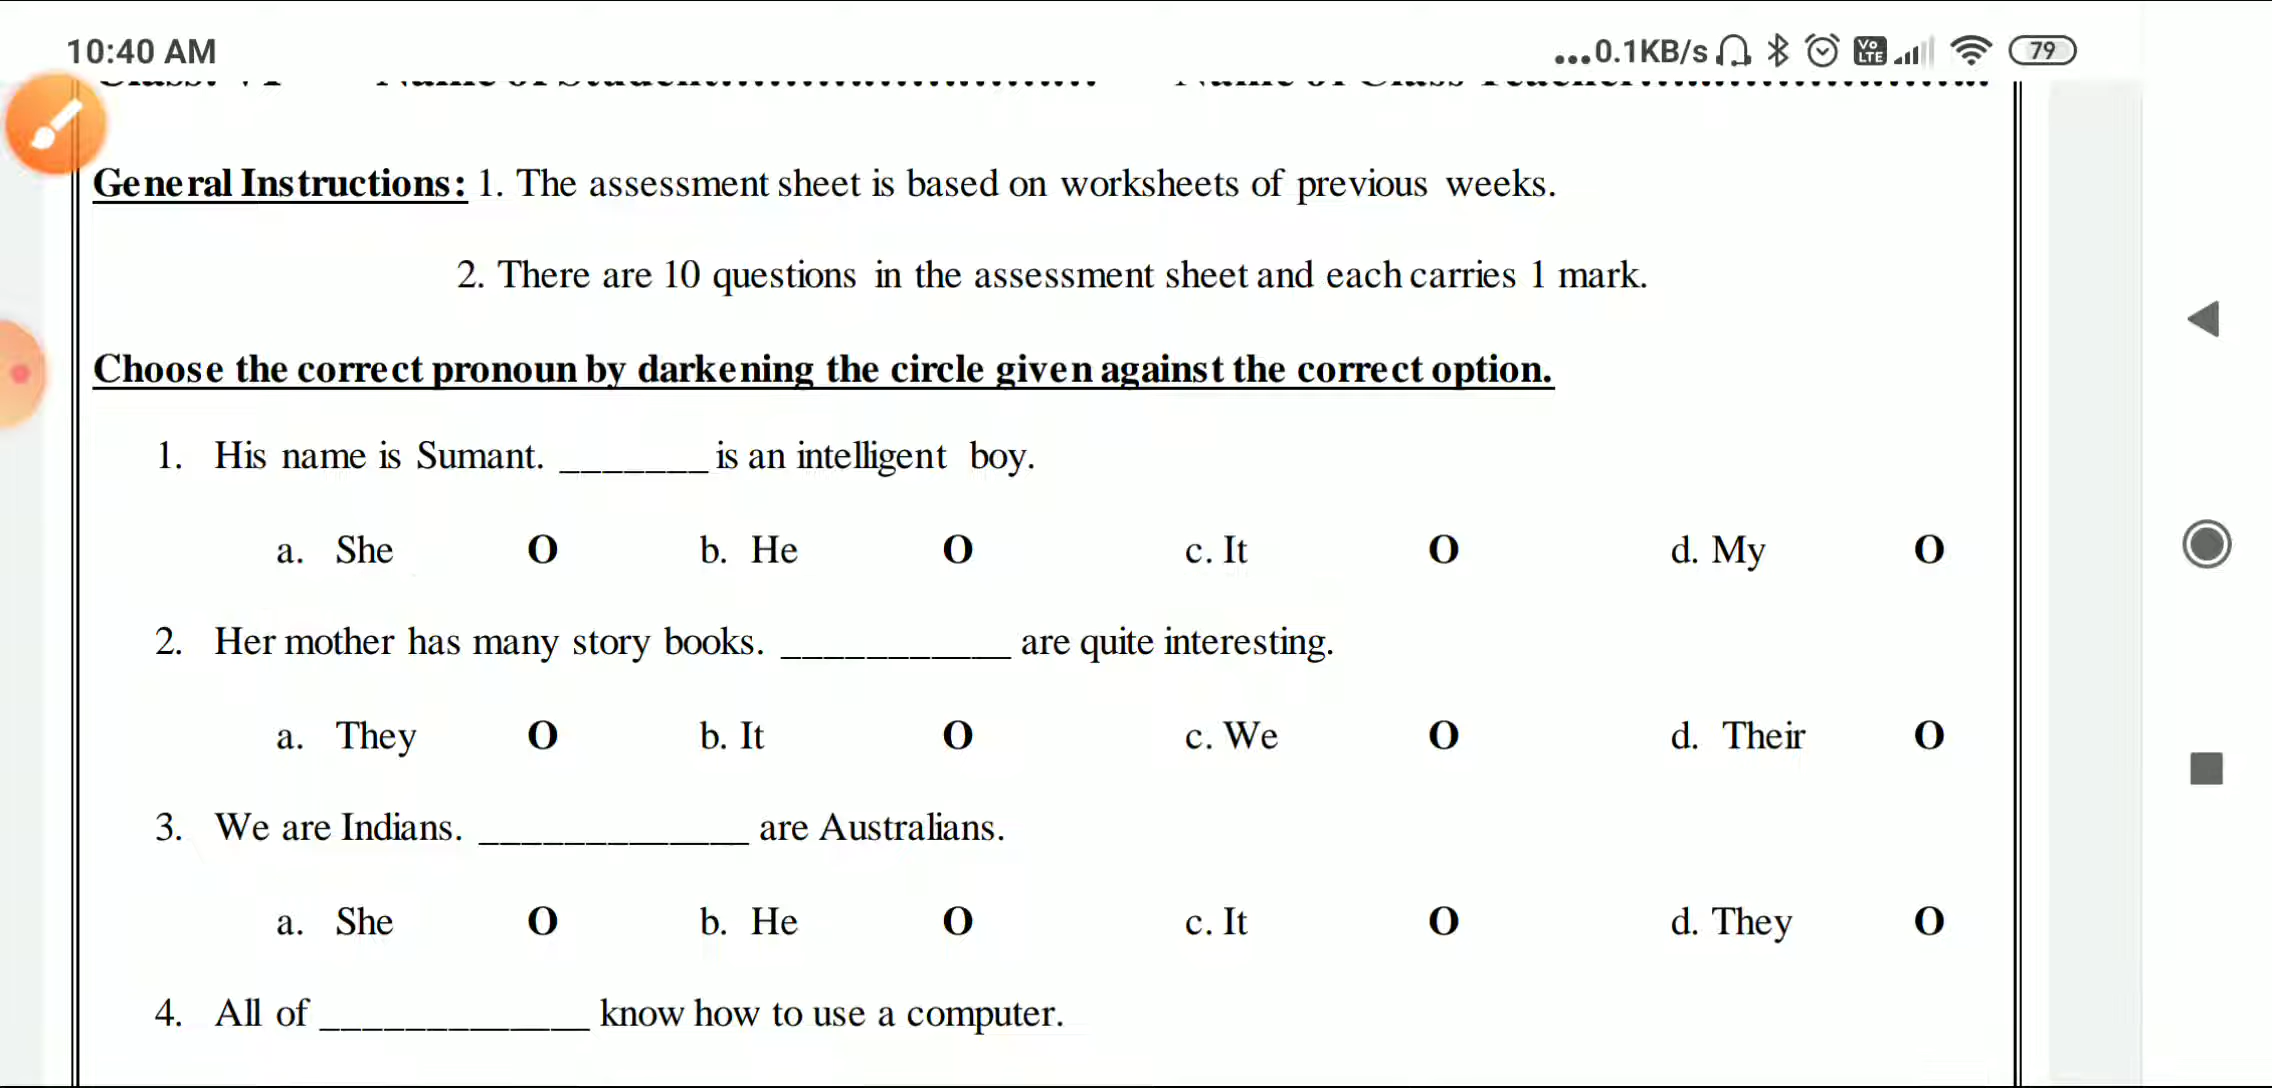 10:40 AM
...0.1KB/s Vo LTE 79
General Instructions: 1. The assessment sheet is based on worksheets of previous weeks.
2. There are 10 questions in the assessment sheet and each carries 1 mark.
Choose the correct pronoun by darkening the circle given against the correct option.
1. His name is Sumant. _______ is an intelligent boy.
a. She O b. He O c. It O d. My O
2. Her mother has many story books. ___________ are quite interesting.
a. They O b. It O c. We O d. Their O
3. We are Indians. _____________ are Australians.
a. She O b. He O c. It O d. They O
4. All of _____________ know how to use a computer.